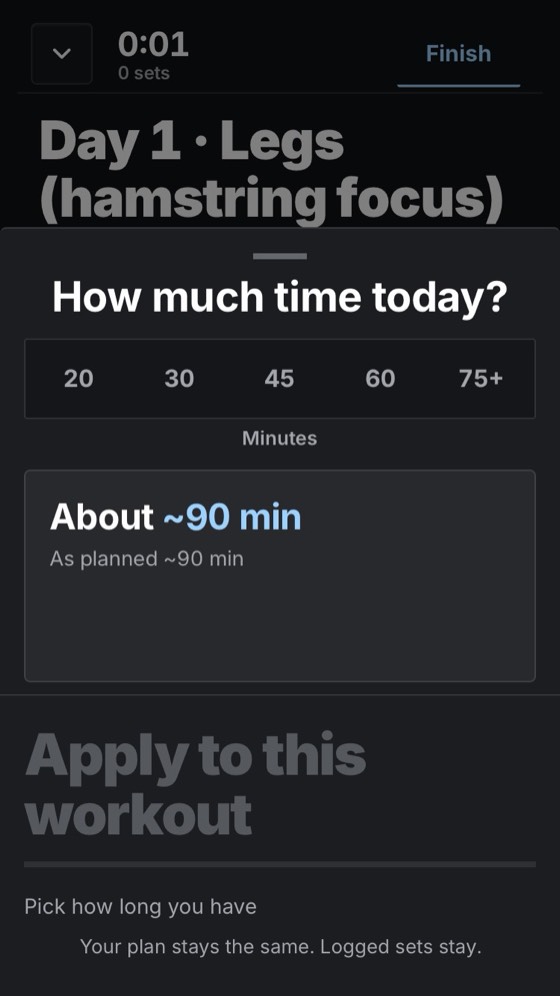 0:01
Finish
0 sets
Day 1 · Legs
(hamstring focus)
How much time today?
20 30 45 60 75+
Minutes
About ~90 min
As planned ~90 min
Apply to this
workout
Pick how long you have
Your plan stays the same. Logged sets stay.